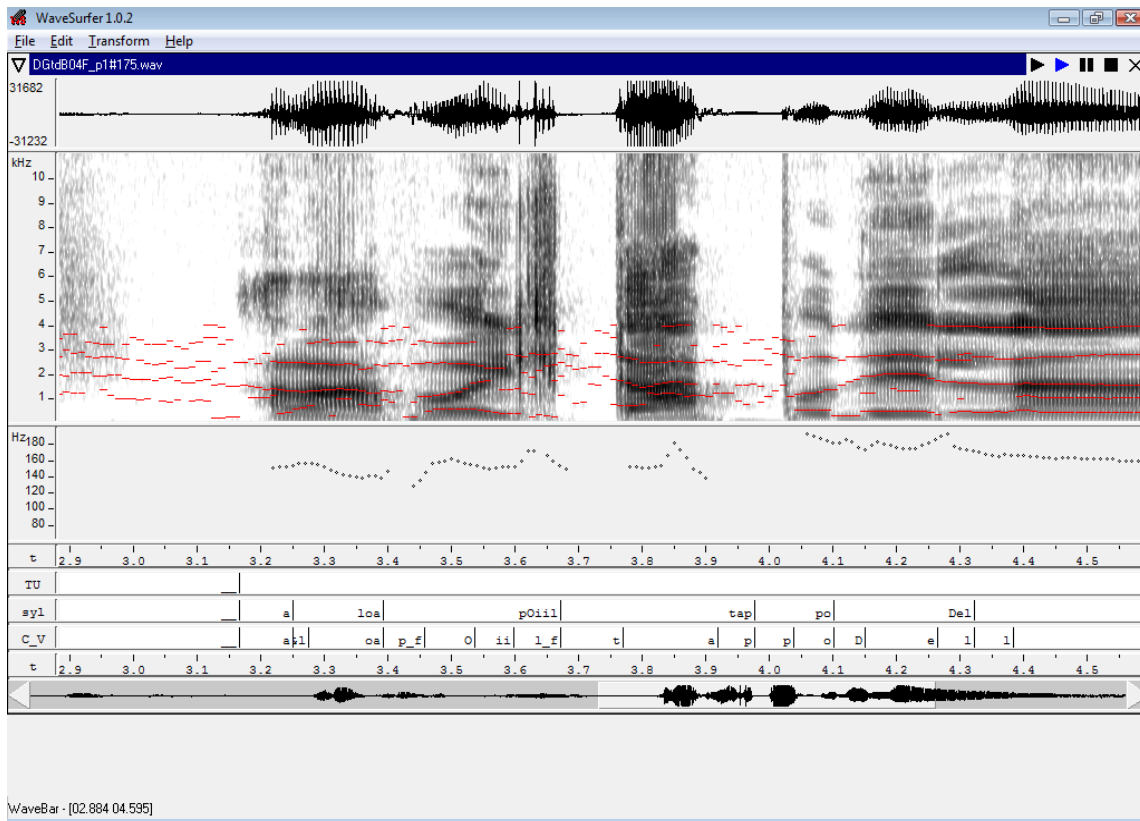 WaveSurfer 1.0.2
File Edit Transform Help
DGtdB04F_p1#175.wav
31682
-31232
kHz
10
9
8
7
6
5
4
3
2
1
Hz
180
160
140
120
100
80
t 2.9 3.0 3.1 3.2 3.3 3.4 3.5 3.6 3.7 3.8 3.9 4.0 4.1 4.2 4.3 4.4 4.5
TU __
syl __ a loa pOiil tap po Del
C_V __ a l oa p_f O ii l_f t a p p o D e l l
t 2.9 3.0 3.1 3.2 3.3 3.4 3.5 3.6 3.7 3.8 3.9 4.0 4.1 4.2 4.3 4.4 4.5
WaveBar - [02.884 04.595]